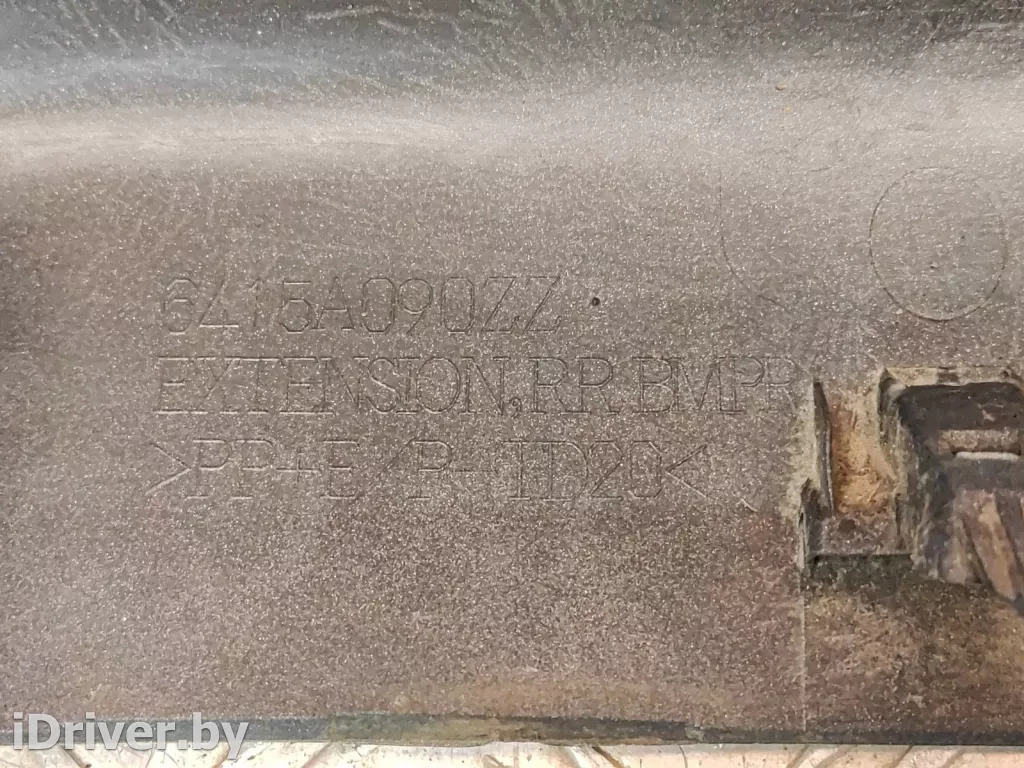 6415A090ZZ
EXTENSION,RR BMPR
>PP+E/P-TD20<
iDriver.by